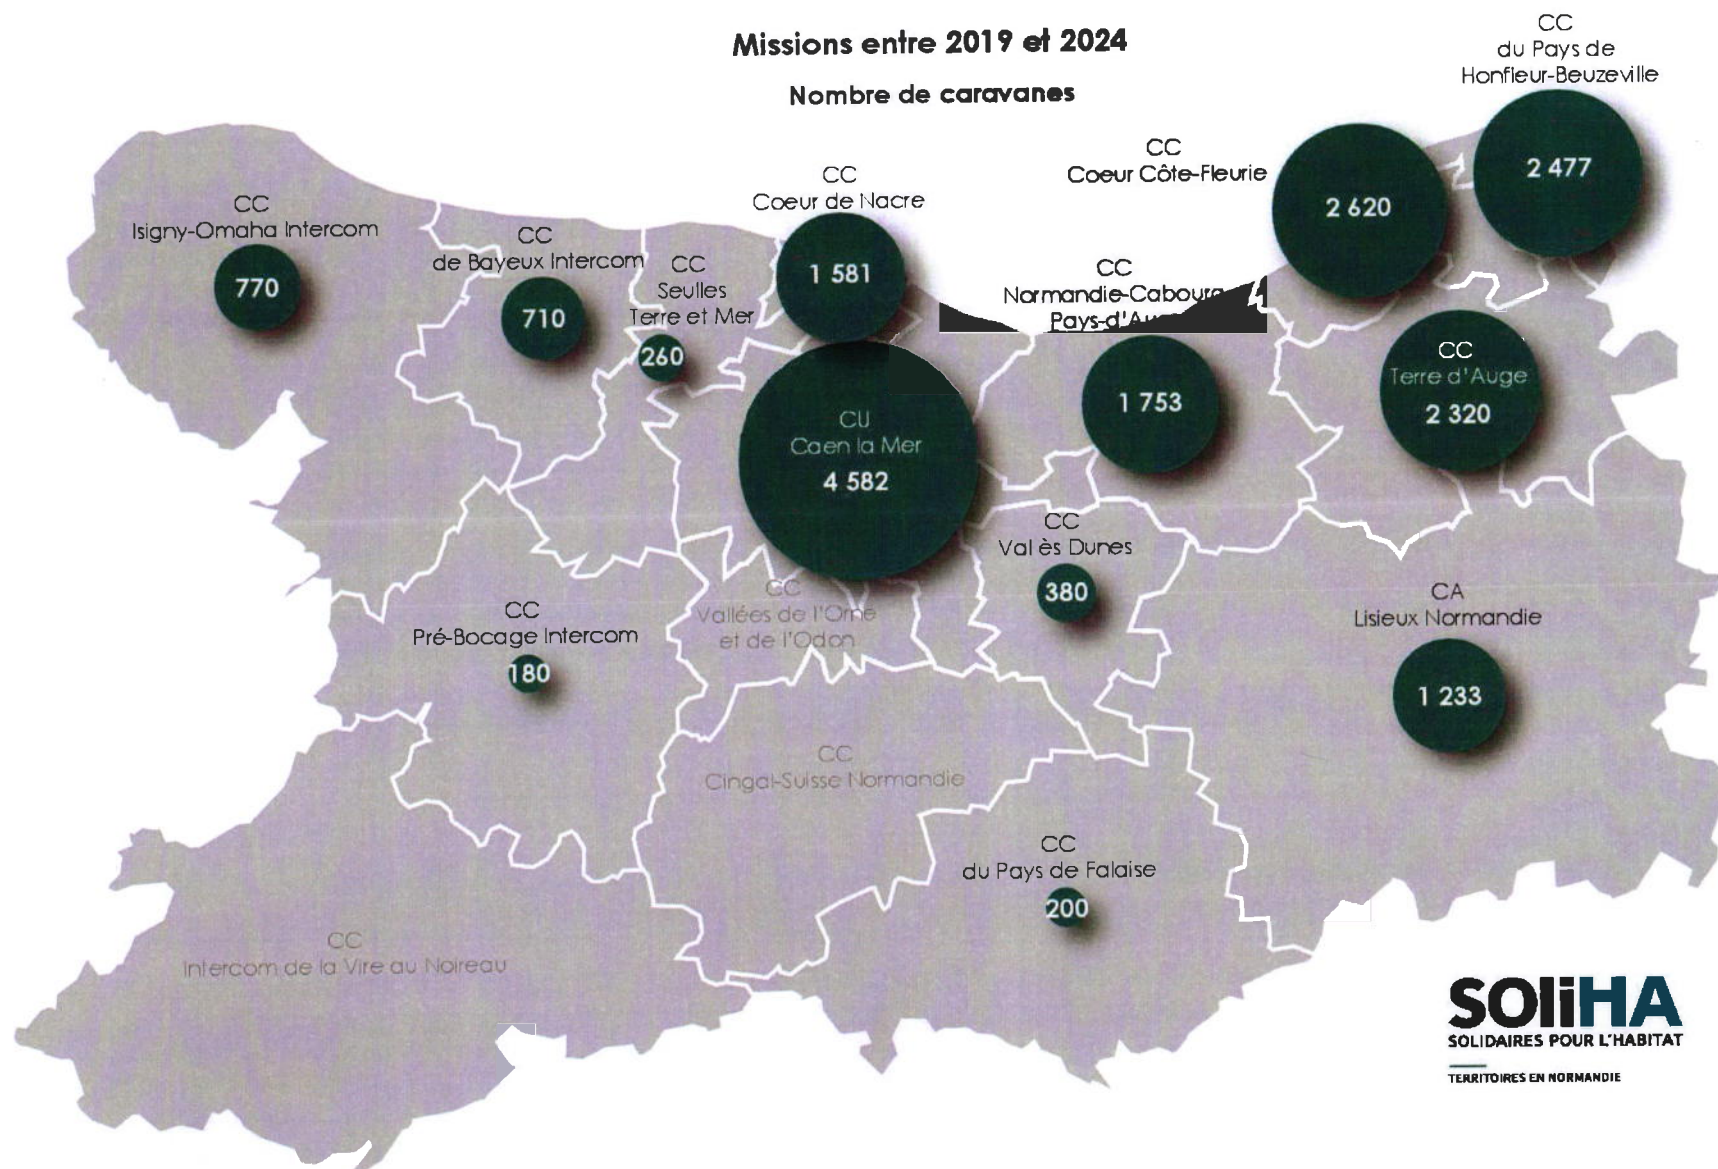 Missions entre 2019 et 2024
Nombre de caravanes
CC
du Pays de
Honfleur-Beuzeville
2 477
CC
Coeur Côte-Fleurie
2 620
CC
Coeur de Nacre
1 581
CC
Isigny-Omaha Intercom
770
CC
de Bayeux Intercom
710
CC
Seulles
Terre et Mer
260
CC
Normandie-Cabourg
Pays-d'Auge
1 753
CC
Terre d'Auge
2 320
CU
Caen la Mer
4 582
CC
Val ès Dunes
380
CC
Vallées de l'Orne
et de l'Odon
CC
Pré-Bocage Intercom
180
CA
Lisieux Normandie
1 233
CC
Cingal-Suisse Normandie
CC
du Pays de Falaise
200
CC
Intercom de la Vire au Noireau
SOliHA
SOLIDAIRES POUR L'HABITAT
TERRITOIRES EN NORMANDIE